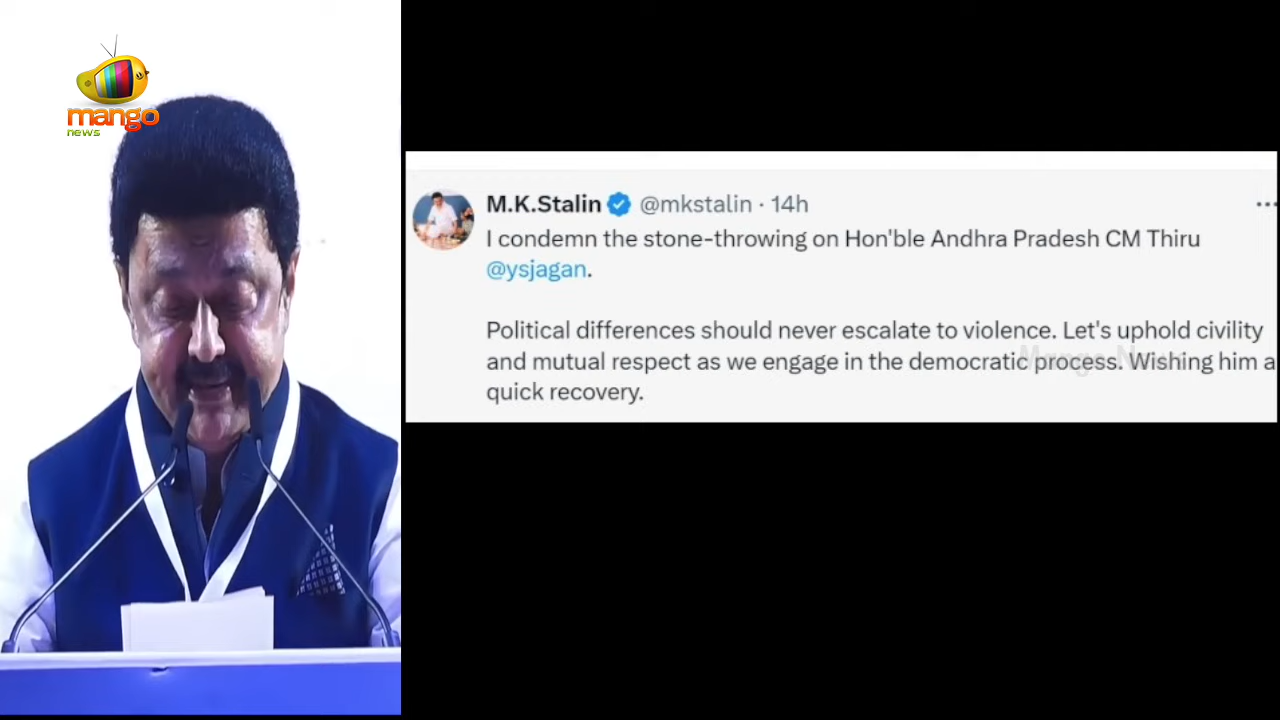 mango
news
M.K.Stalin @mkstalin · 14h
I condemn the stone-throwing on Hon'ble Andhra Pradesh CM Thiru
@ysjagan.
Political differences should never escalate to violence. Let's uphold civility
and mutual respect as we engage in the democratic process. Wishing him a
quick recovery.
Mango News